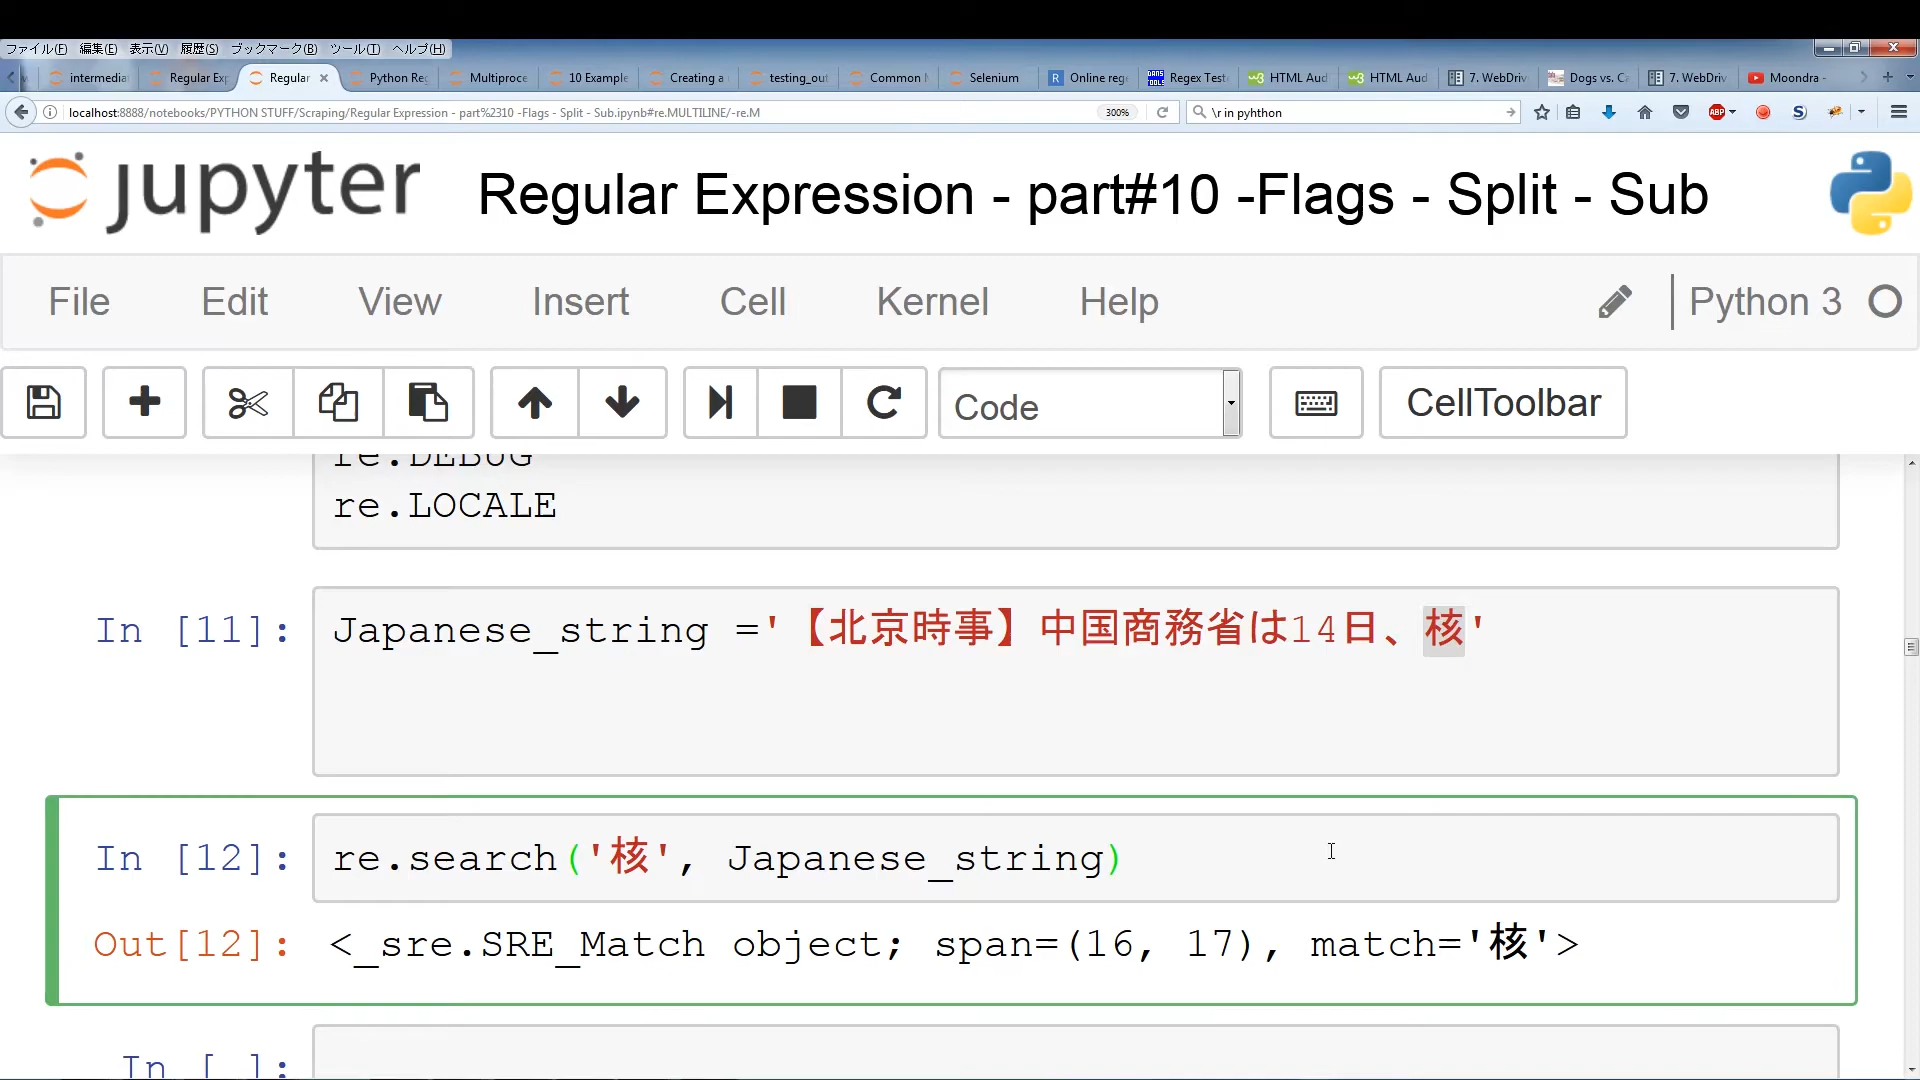 ファイル(F) 編集(E) 表示(V) 履歴(S) ブックマーク(B) ツール(T) ヘルプ(H)
intermedia Regular Exp Regular Python Reg Multiproce 10 Example Creating a testing_out Common Selenium Online rege Regex Test HTML Aud HTML Aud 7. WebDriv Dogs vs. Ca 7. WebDriv Moondra -
localhost:8888/notebooks/PYTHON STUFF/Scraping/Regular Expression - part%2310 -Flags - Split - Sub.ipynb#re.MULTILINE/-re.M 300% \r in pyhthon
jupyter Regular Expression - part#10 -Flags - Split - Sub
File Edit View Insert Cell Kernel Help Python 3
Code CellToolbar
re.DEBUG
re.LOCALE
In [11]: Japanese_string ='【北京時事】中国商務省は14日、核'
In [12]: re.search('核', Japanese_string)
Out[12]: <_sre.SRE_Match object; span=(16, 17), match='核'>
In [ ]: